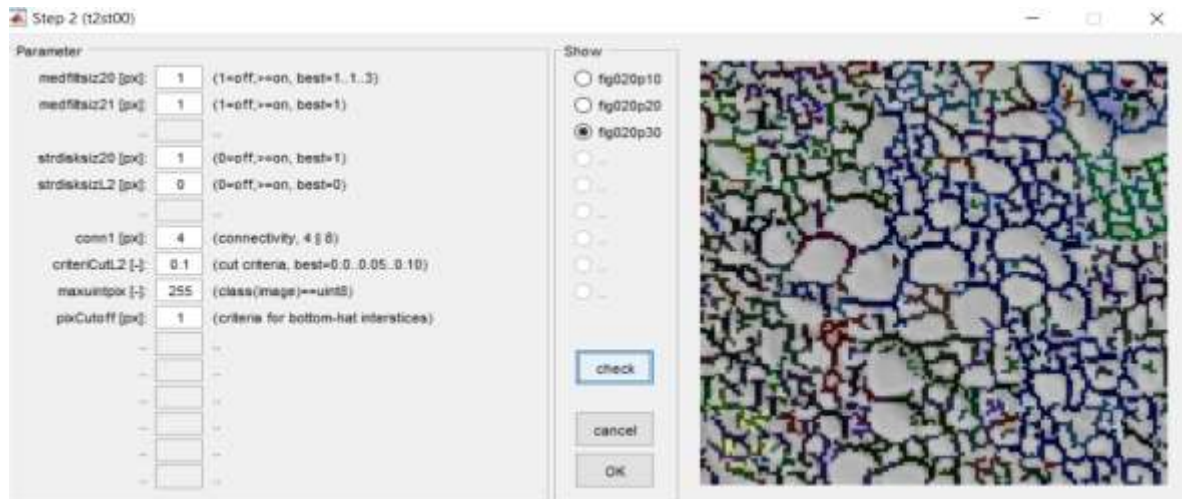 Step 2 (t2st00)
Parameter
medfiltsiz20 [px]: 1 (1=off,>=on, best=1..1..3)
medfiltsiz21 [px]: 1 (1=off,>=on, best=1)
..
strdisksiz20 [px]: 1 (0=off,>=on, best=1)
strdisksizL2 [px]: 0 (0=off,>=on, best=0)
..
conn1 [px]: 4 (connectivity, 4 || 8)
criteriCutL2 [-]: 0.1 (cut criteria, best=0.0..0.05..0.10)
maxuintpix [-]: 255 (class(image)==uint8)
pixCutoff [px]: 1 (criteria for bottom-hat interstices)
Show
fig020p10
fig020p20
fig020p30
check
cancel
OK